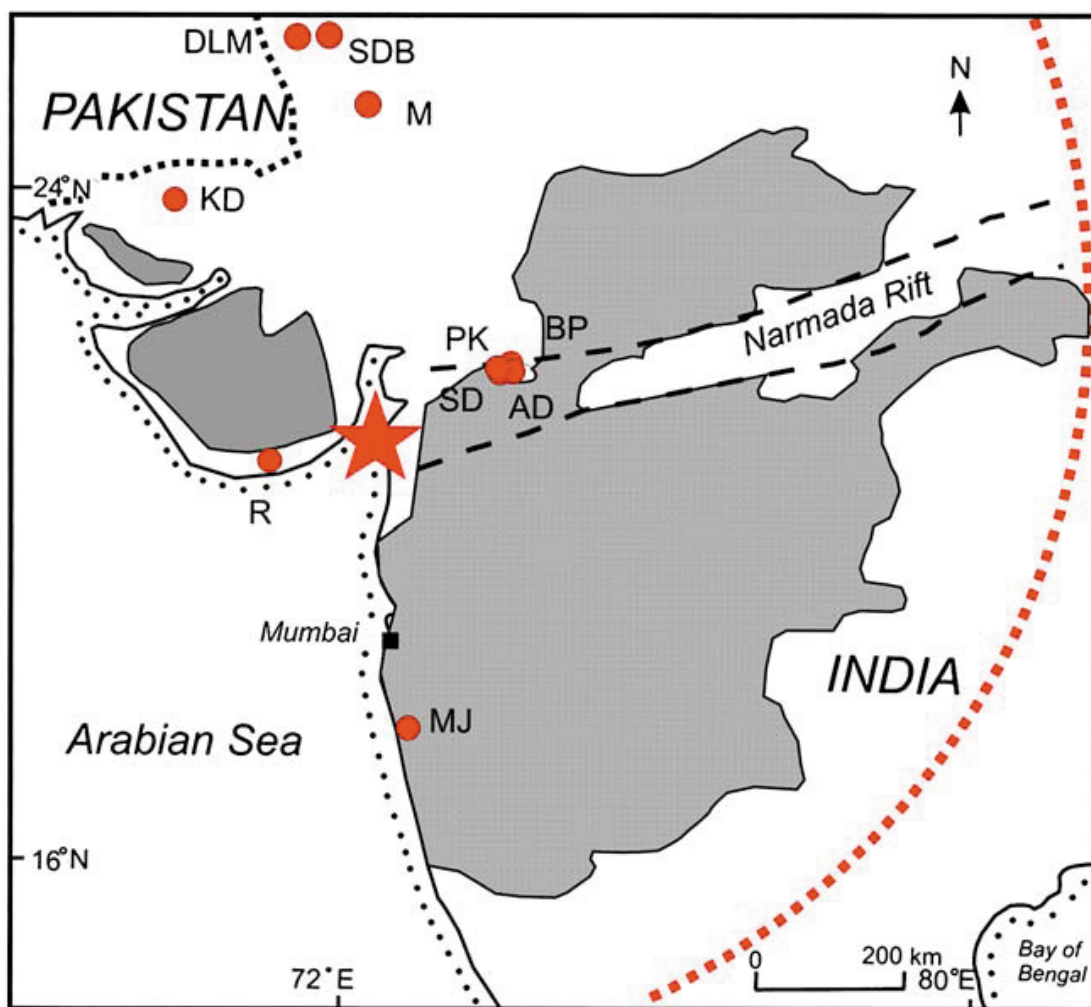 DLM
SDB
PAKISTAN
M
N
24°N
KD
Narmada Rift
PK
BP
SD
AD
R
Mumbai
INDIA
MJ
Arabian Sea
16°N
0
200 km
72°E
80°E
Bay of
Bengal